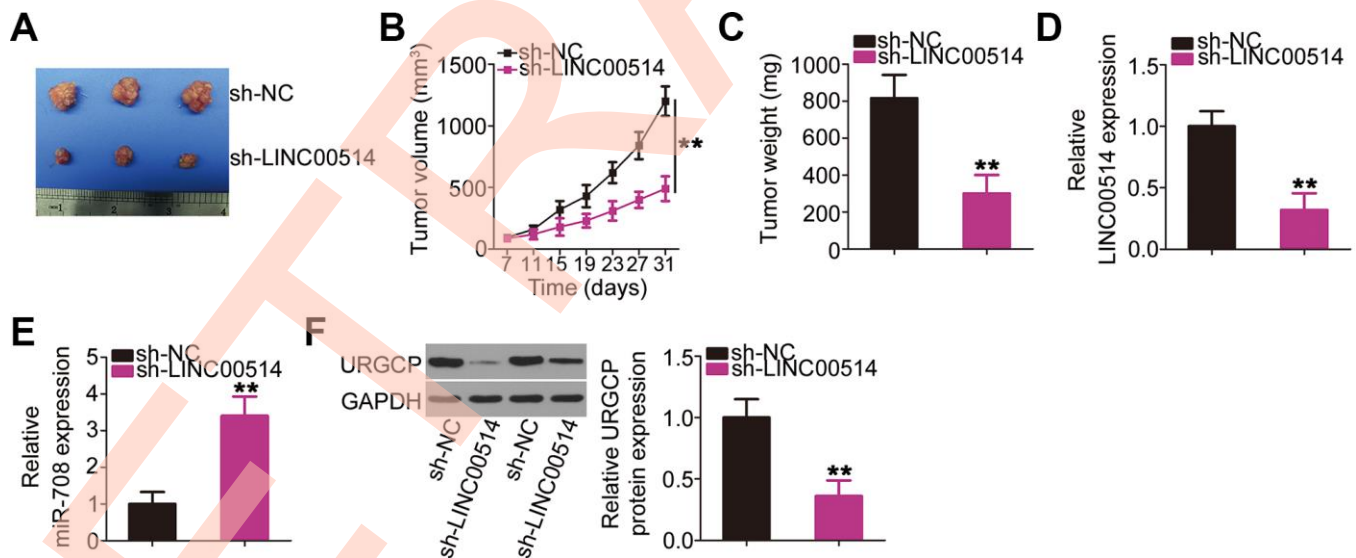 A
sh-NC
sh-LINC00514
1 2 3 4
B
sh-NC
sh-LINC00514
Tumor volume (mm³)
1500
1000
500
0
7 11 15 19 23 27 31
Time (days)
**
C
sh-NC
sh-LINC00514
Tumor weight (mg)
1000
800
600
400
200
0
**
D
sh-NC
sh-LINC00514
Relative
LINC00514 expression
1.5
1.0
0.5
0.0
**
E
sh-NC
sh-LINC00514
Relative
miR-708 expression
5
4
3
2
1
0
**
F
URGCP
GAPDH
sh-NC
sh-LINC00514
sh-NC
sh-LINC00514
sh-NC
sh-LINC00514
Relative URGCP
protein expression
1.5
1.0
0.5
0.0
**